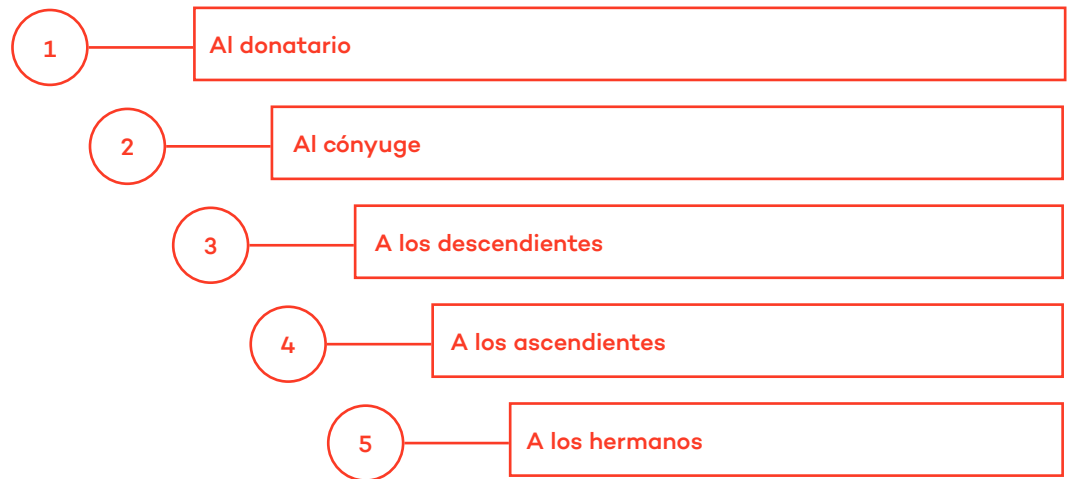 1 Al donatario
2 Al cónyuge
3 A los descendientes
4 A los ascendientes
5 A los hermanos